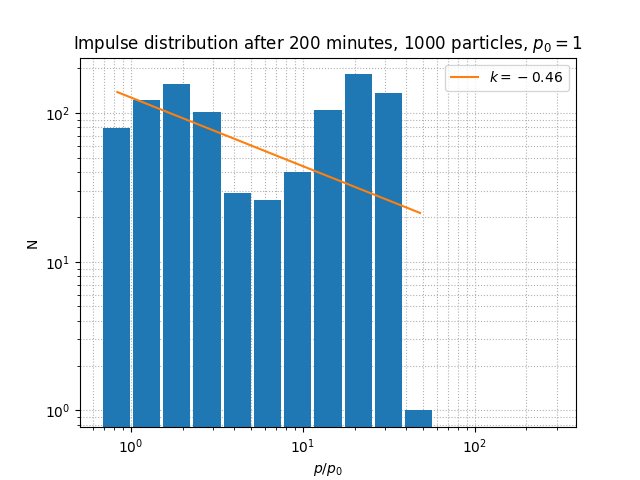 Impulse distribution after 200 minutes, 1000 particles, $p_0 = 1$
$k = -0.46$
$10^2$
N
$10^1$
$10^0$
$10^0$ $10^1$ $10^2$
$p/p_0$